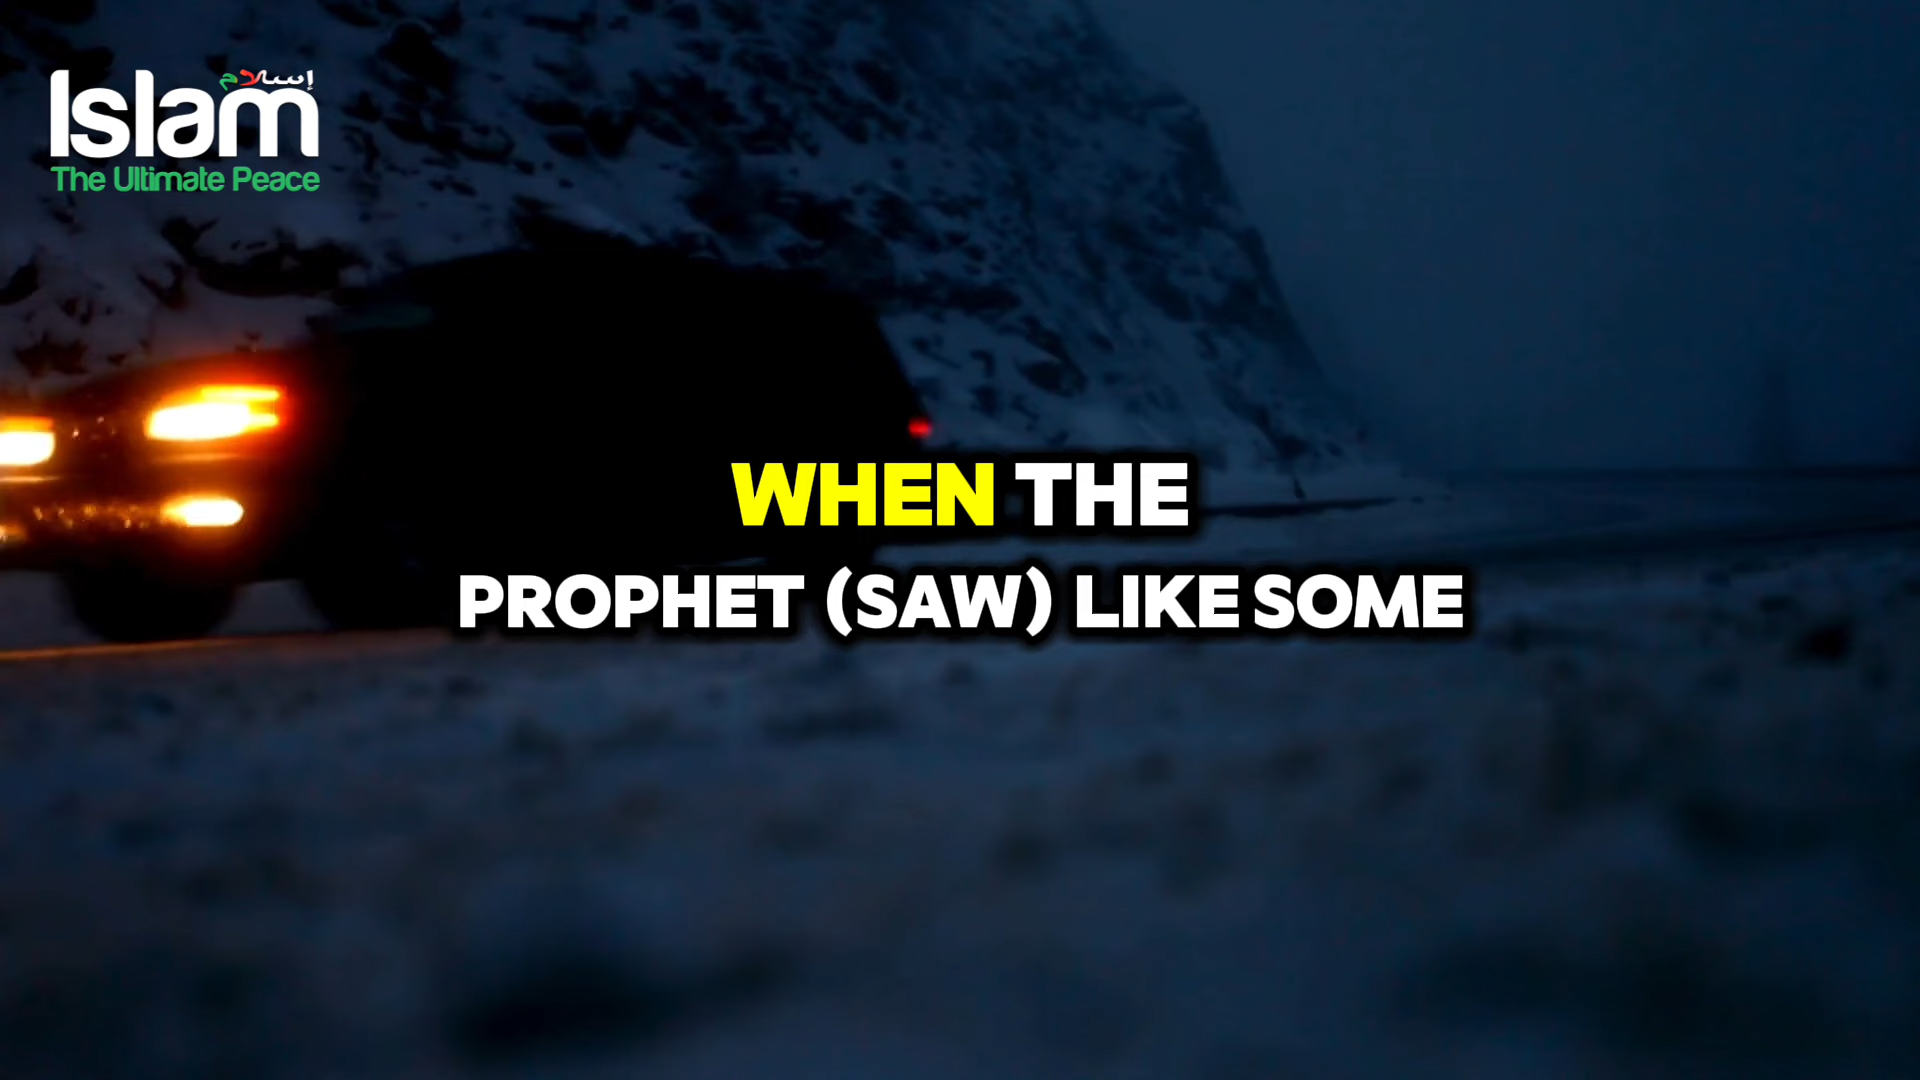 إسلام
Islam
The Ultimate Peace
WHEN THE
PROPHET (SAW) LIKE SOME